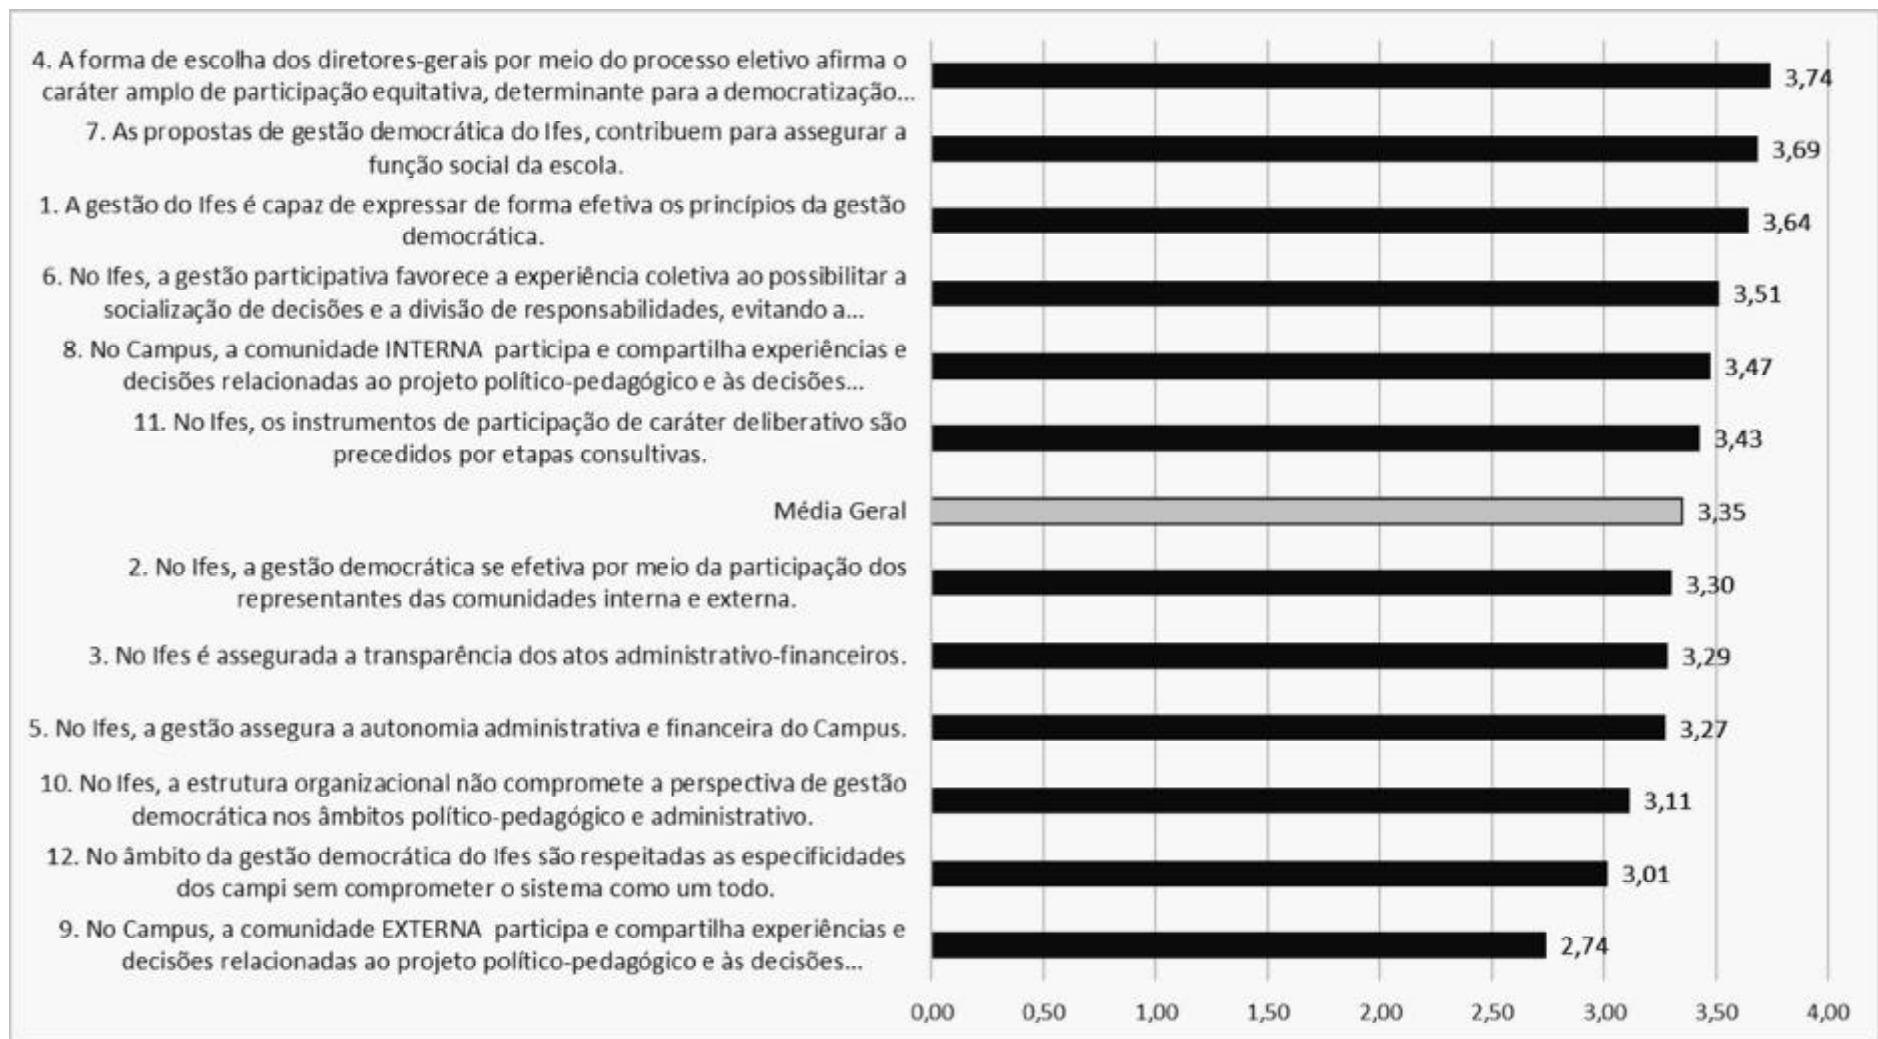 4. A forma de escolha dos diretores-gerais por meio do processo eletivo afirma o
caráter amplo de participação equitativa, determinante para a democratização...
3,74
7. As propostas de gestão democrática do Ifes, contribuem para assegurar a
função social da escola.
3,69
1. A gestão do Ifes é capaz de expressar de forma efetiva os princípios da gestão
democrática.
3,64
6. No Ifes, a gestão participativa favorece a experiência coletiva ao possibilitar a
socialização de decisões e a divisão de responsabilidades, evitando a...
3,51
8. No Campus, a comunidade INTERNA participa e compartilha experiências e
decisões relacionadas ao projeto político-pedagógico e às decisões...
3,47
11. No Ifes, os instrumentos de participação de caráter deliberativo são
precedidos por etapas consultivas.
3,43
Média Geral
3,35
2. No Ifes, a gestão democrática se efetiva por meio da participação dos
representantes das comunidades interna e externa.
3,30
3. No Ifes é assegurada a transparência dos atos administrativo-financeiros.
3,29
5. No Ifes, a gestão assegura a autonomia administrativa e financeira do Campus.
3,27
10. No Ifes, a estrutura organizacional não compromete a perspectiva de gestão
democrática nos âmbitos político-pedagógico e administrativo.
3,11
12. No âmbito da gestão democrática do Ifes são respeitadas as especificidades
dos campi sem comprometer o sistema como um todo.
3,01
9. No Campus, a comunidade EXTERNA participa e compartilha experiências e
decisões relacionadas ao projeto político-pedagógico e às decisões...
2,74
0,00 0,50 1,00 1,50 2,00 2,50 3,00 3,50 4,00